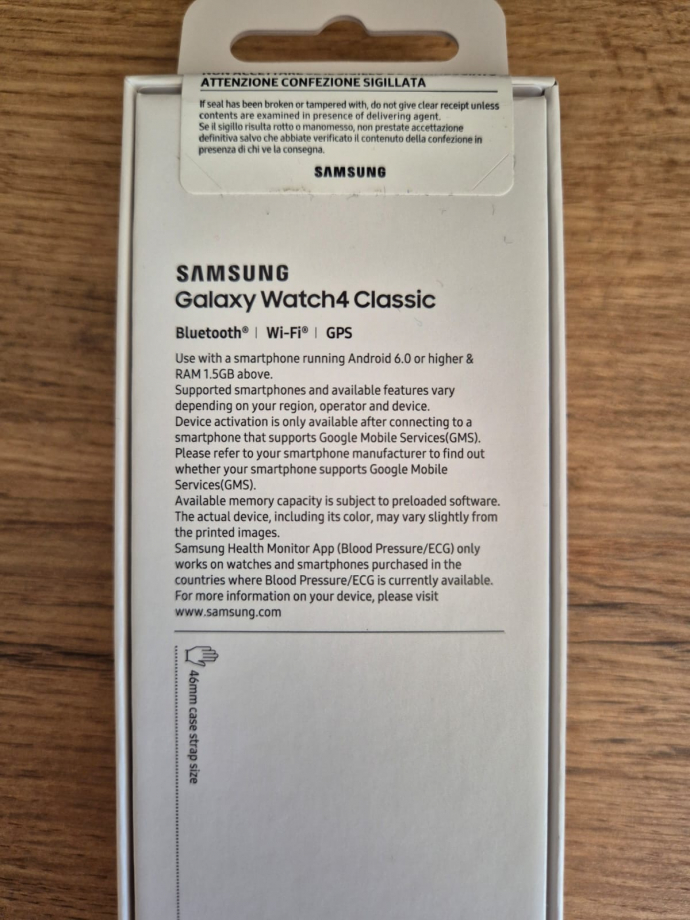 ATTENZIONE CONFEZIONE SIGILLATA
If seal has been broken or tampered with, do not give clear receipt unless
contents are examined in presence of delivering agent.
Se il sigillo risulta rotto o manomesso, non prestate accettazione
definitiva salvo che abbiate verificato il contenuto della confezione in
presenza di chi ve la consegna.
SAMSUNG
SAMSUNG
Galaxy Watch4 Classic
Bluetooth® | Wi-Fi® | GPS
Use with a smartphone running Android 6.0 or higher &
RAM 1.5GB above.
Supported smartphones and available features vary
depending on your region, operator and device.
Device activation is only available after connecting to a
smartphone that supports Google Mobile Services(GMS).
Please refer to your smartphone manufacturer to find out
whether your smartphone supports Google Mobile
Services(GMS).
Available memory capacity is subject to preloaded software.
The actual device, including its color, may vary slightly from
the printed images.
Samsung Health Monitor App (Blood Pressure/ECG) only
works on watches and smartphones purchased in the
countries where Blood Pressure/ECG is currently available.
For more information on your device, please visit
www.samsung.com
46mm case strap size